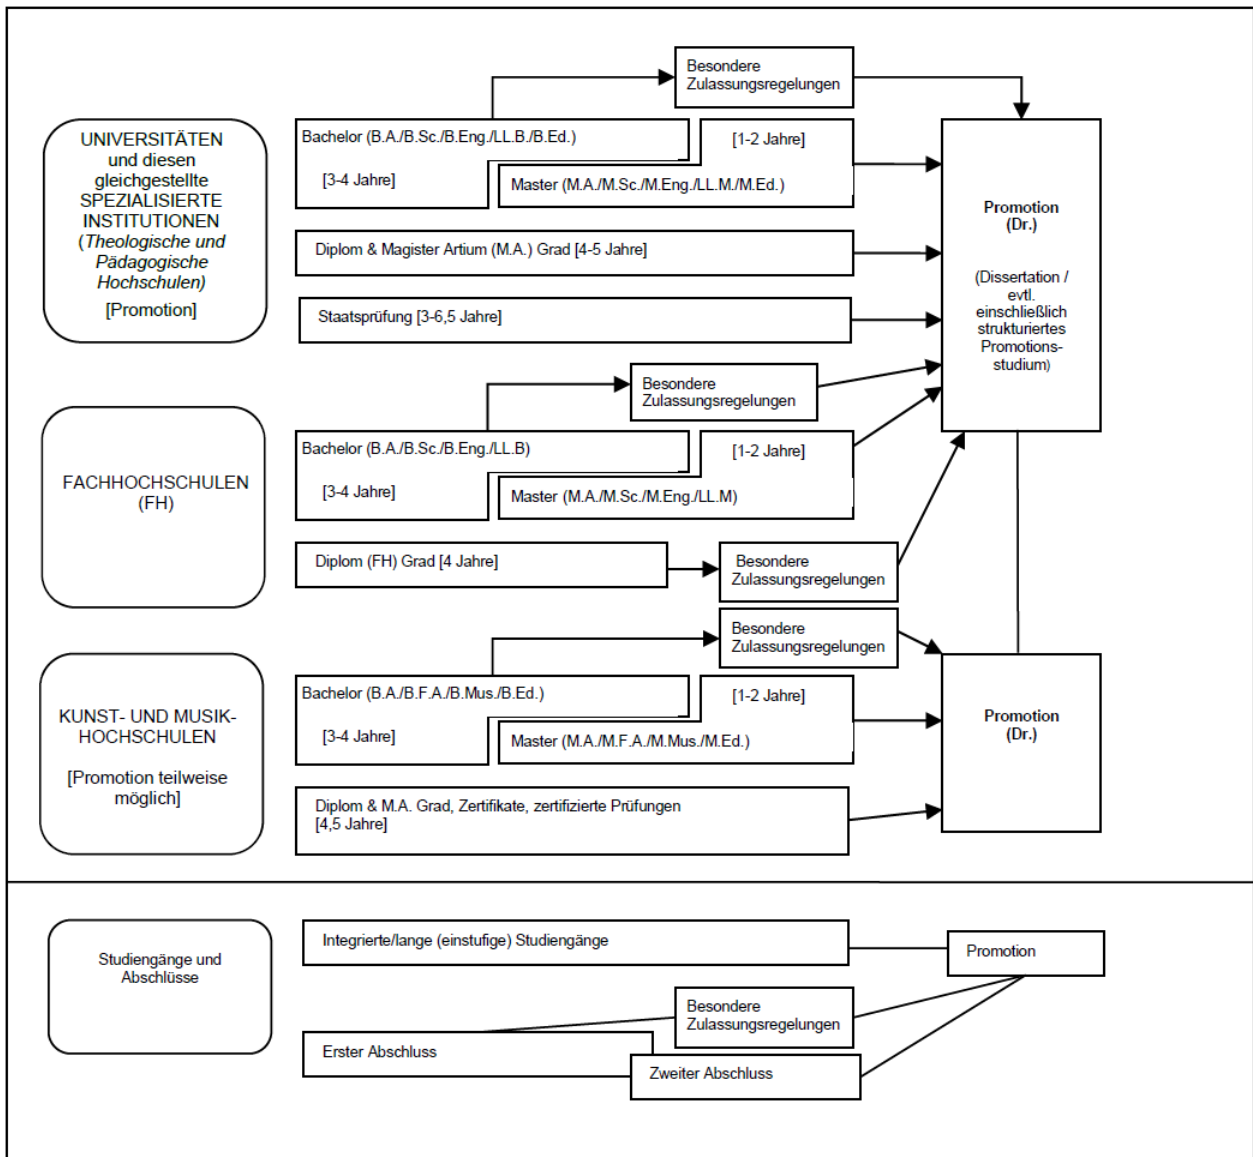 Besondere
Zulassungsregelungen
UNIVERSITÄTEN
und diesen
gleichgestellte
SPEZIALISIERTE
INSTITUTIONEN
(Theologische und
Pädagogische
Hochschulen)
[Promotion]
Bachelor (B.A./B.Sc./B.Eng./LL.B./B.Ed.)
[1-2 Jahre]
[3-4 Jahre]
Master (M.A./M.Sc./M.Eng./LL.M./M.Ed.)
Diplom & Magister Artium (M.A.) Grad [4-5 Jahre]
Staatsprüfung [3-6,5 Jahre]
Promotion
(Dr.)
(Dissertation /
evtl.
einschließlich
strukturiertes
Promotions-
studium)
Besondere
Zulassungsregelungen
FACHHOCHSCHULEN
(FH)
Bachelor (B.A./B.Sc./B.Eng./LL.B)
[1-2 Jahre]
[3-4 Jahre]
Master (M.A./M.Sc./M.Eng./LL.M)
Diplom (FH) Grad [4 Jahre]
Besondere
Zulassungsregelungen
Besondere
Zulassungsregelungen
KUNST- UND MUSIK-
HOCHSCHULEN
[Promotion teilweise
möglich]
Bachelor (B.A./B.F.A./B.Mus./B.Ed.)
[1-2 Jahre]
[3-4 Jahre]
Master (M.A./M.F.A./M.Mus./M.Ed.)
Diplom & M.A. Grad, Zertifikate, zertifizierte Prüfungen
[4,5 Jahre]
Promotion
(Dr.)
Studiengänge und
Abschlüsse
Integrierte/lange (einstufige) Studiengänge
Promotion
Besondere
Zulassungsregelungen
Erster Abschluss
Zweiter Abschluss